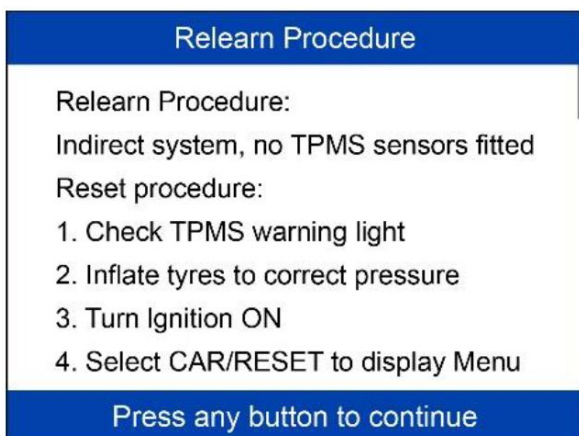 Relearn Procedure
Relearn Procedure:
Indirect system, no TPMS sensors fitted
Reset procedure:
1. Check TPMS warning light
2. Inflate tyres to correct pressure
3. Turn Ignition ON
4. Select CAR/RESET to display Menu
Press any button to continue